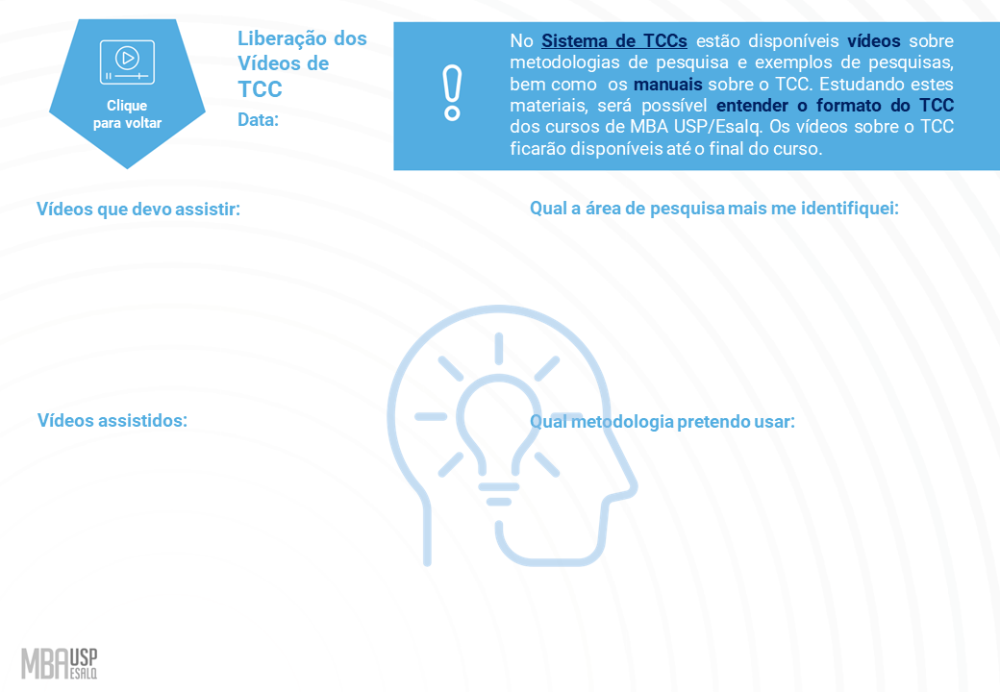 Clique
para voltar
Liberação dos
Vídeos de
TCC
Data:
No Sistema de TCCs estão disponíveis vídeos sobre
metodologias de pesquisa e exemplos de pesquisas,
bem como os manuais sobre o TCC. Estudando estes
materiais, será possível entender o formato do TCC
dos cursos de MBA USP/Esalq. Os vídeos sobre o TCC
ficarão disponíveis até o final do curso.
Vídeos que devo assistir:
Qual a área de pesquisa mais me identifiquei:
Vídeos assistidos:
Qual metodologia pretendo usar:
MBA USP
ESALQ